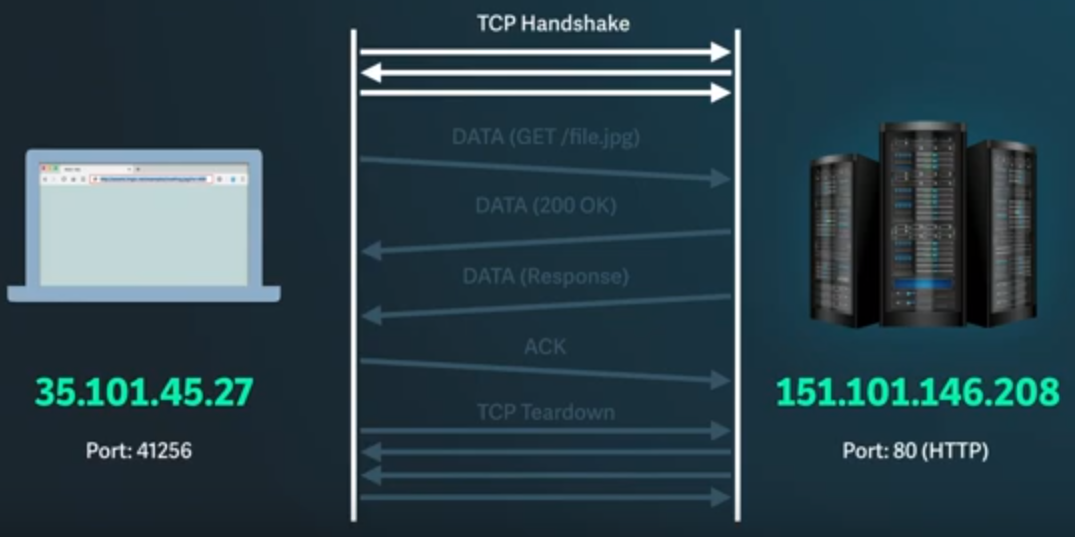 TCP Handshake
DATA (GET /file.jpg)
DATA (200 OK)
DATA (Response)
ACK
TCP Teardown
35.101.45.27
Port: 41256
151.101.146.208
Port: 80 (HTTP)